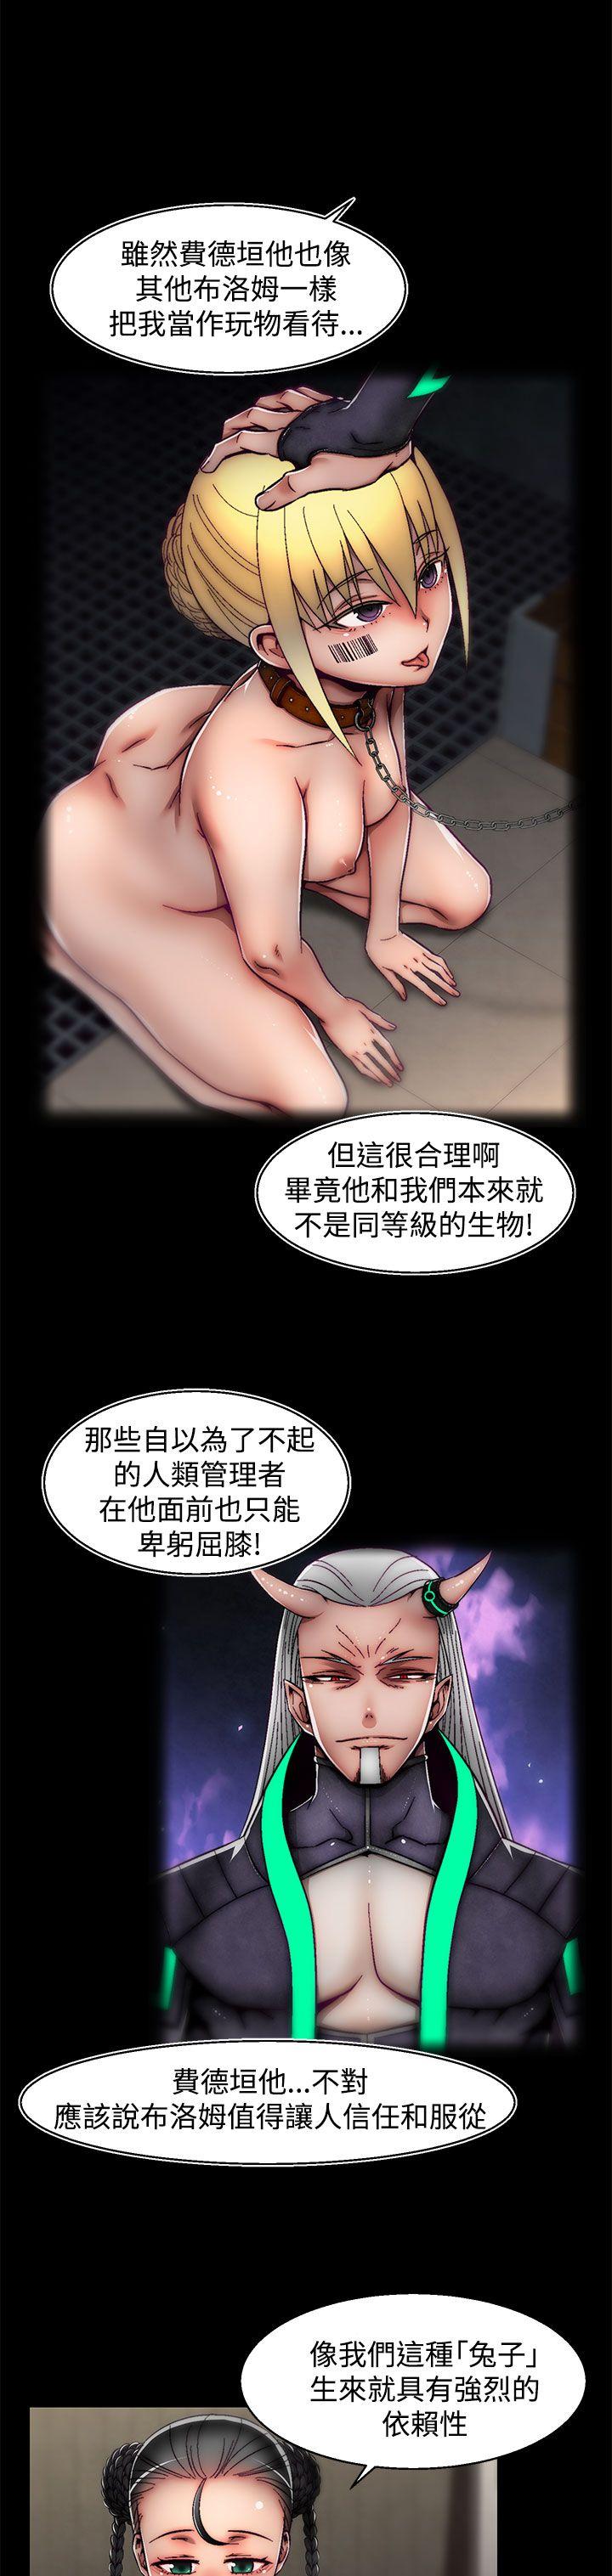 雖然費德垣他也像
其他布洛姆一樣
把我當作玩物看待...
但這很合理啊
畢竟他和我們本來就
不是同等級的生物!
那些自以為了不起
的人類管理者
在他面前也只能
卑躬屈膝!
費德垣他...不對
應該說布洛姆值得讓人信任和服從
像我們這種「兔子」
生來就具有強烈的
依賴性